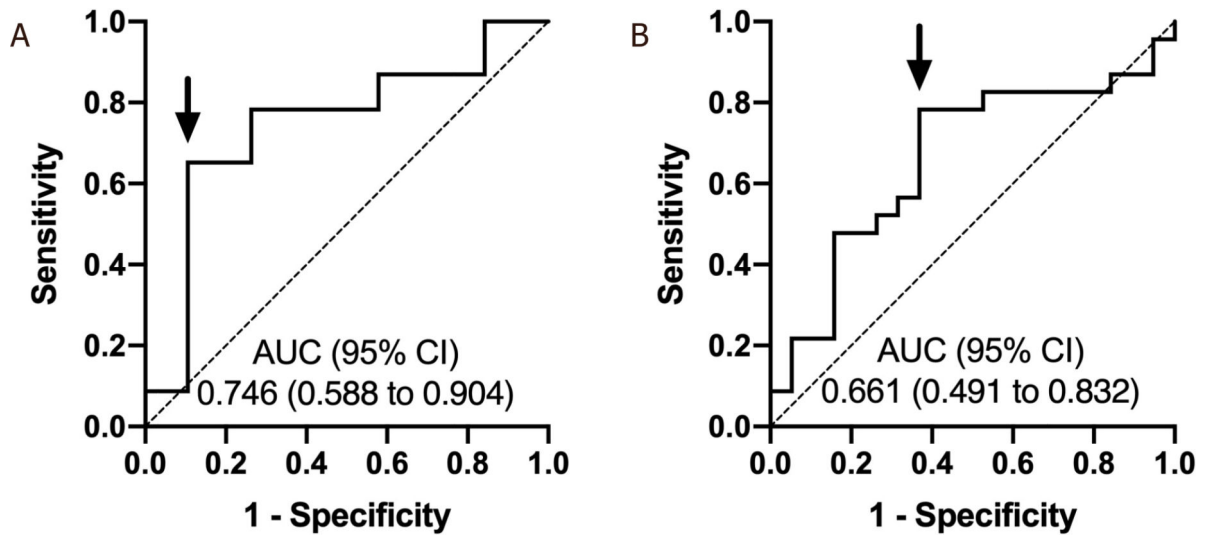 A
1.0
0.8
0.6
0.4
0.2
0.0
Sensitivity
AUC (95% CI)
0.746 (0.588 to 0.904)
0.0 0.2 0.4 0.6 0.8 1.0
1 - Specificity
B
1.0
0.8
0.6
0.4
0.2
0.0
Sensitivity
AUC (95% CI)
0.661 (0.491 to 0.832)
0.0 0.2 0.4 0.6 0.8 1.0
1 - Specificity